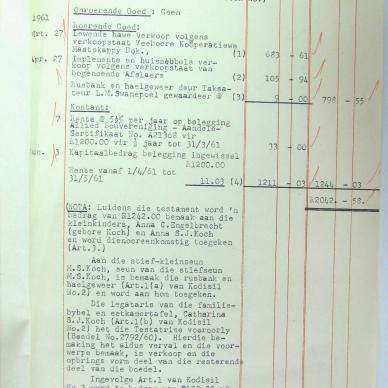 Onroerende Goed : Geen
1961
Roerende Goed:
Art. 27 Lewende hawe verkoop volgens
verkoopstaat Veeboere Koöperatiewe
Maatskappy Bpk., (1) 683 - 61
Apr. 27 Implemente en huismeubels ver-
koop volgens verkoopstaat van
bogenoemde Afslaers (2) 105 - 94
Rusbank en haelgeweer deur Taksa-
teur L.M.Swanepoel gewaardeer @ (3) 9 - 00 798 - 55
Kontant:
7 Rente @ 5½% per jaar op belegging
Allied Bouvereniging - Aandele-
Sertifikaat No. A21368 vir
R1200.00 vir ½ jaar tot 31/3/61 33 - 00
Jun. 3 Kapitaalbedrag belegging ingewissel
R1200.00
Rente vanaf 1/4/61 tot
31/5/61 11.03 (4) 1211 - 03 1244 - 03
R2042. - 58.
(NOTA: Luidens die testament word 'n
bedrag van R1242.00 bemaak aan die
kleinkinders, Anna C.Engelbrecht
(gebore Koch) en Anna S.J.Koch
en word dienooreenkomstig toegeken
(Art.3.)
Aan die stief-kleinseun
M.S.Koch, seun van die stiefseun
M.S.Koch, is bemaak die rusbank en
haelgeweer (Art.1(a) van Kodisil
No.2) en word aan hom toegeken.
Die legataris van die familie-
bybel en eetkamertafel, Catharina
S.J.Koch (Art.1(b) van Kodisil
No.2) het die Testatrise vooroorly
(Boedel No.2792/60). Hierdie be-
making het aldus verval en die voor-
werpe bemaak, is verkoop en die
opbrings vorm deel van die resterende
deel van die boedel.
Ingevolge Art.1 van Kodisil